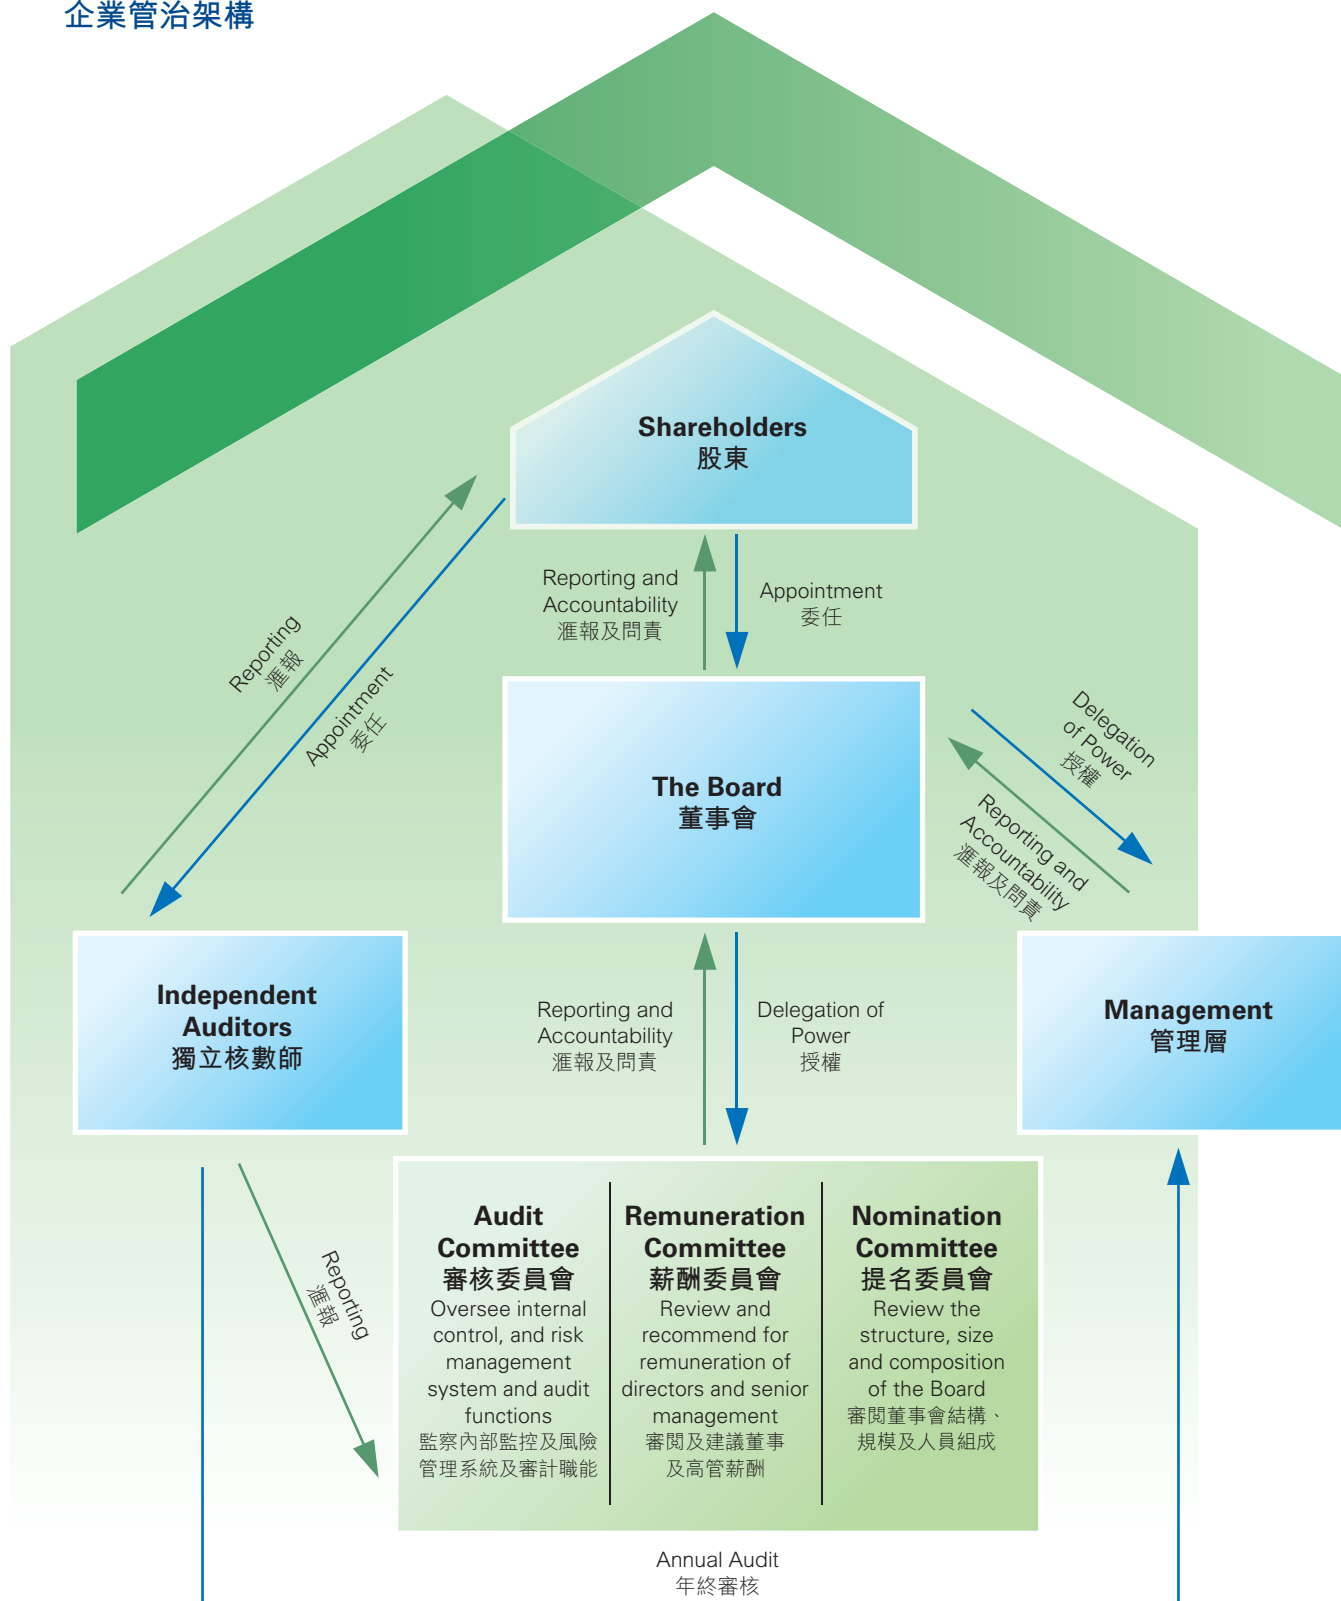 企業管治架構
Shareholders
股東
Reporting and
Accountability
滙報及問責
Appointment
委任
Reporting
滙報
Appointment
委任
The Board
董事會
Delegation
of Power
授權
Reporting and
Accountability
滙報及問責
Independent
Auditors
獨立核數師
Reporting and
Accountability
滙報及問責
Delegation of
Power
授權
Management
管理層
Reporting
滙報
Audit
Committee
審核委員會
Oversee internal
control, and risk
management
system and audit
functions
監察內部監控及風險
管理系統及審計職能
Remuneration
Committee
薪酬委員會
Review and
recommend for
remuneration of
directors and senior
management
審閱及建議董事
及高管薪酬
Nomination
Committee
提名委員會
Review the
structure, size
and composition
of the Board
審閱董事會結構、
規模及人員組成
Annual Audit
年終審核